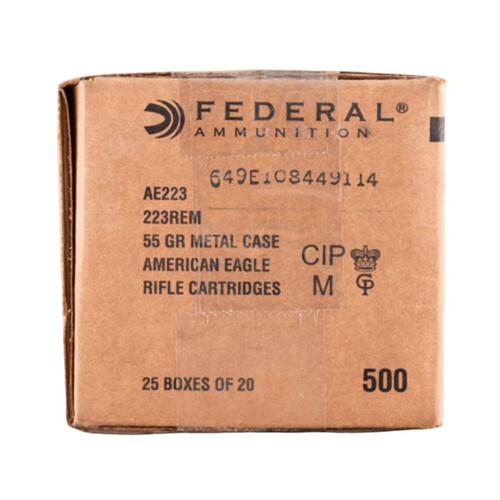 FEDERAL®
AMMUNITION
649E108449114
AE223
223REM
55 GR METAL CASE
AMERICAN EAGLE
RIFLE CARTRIDGES
CIP
M GP
25 BOXES OF 20
500